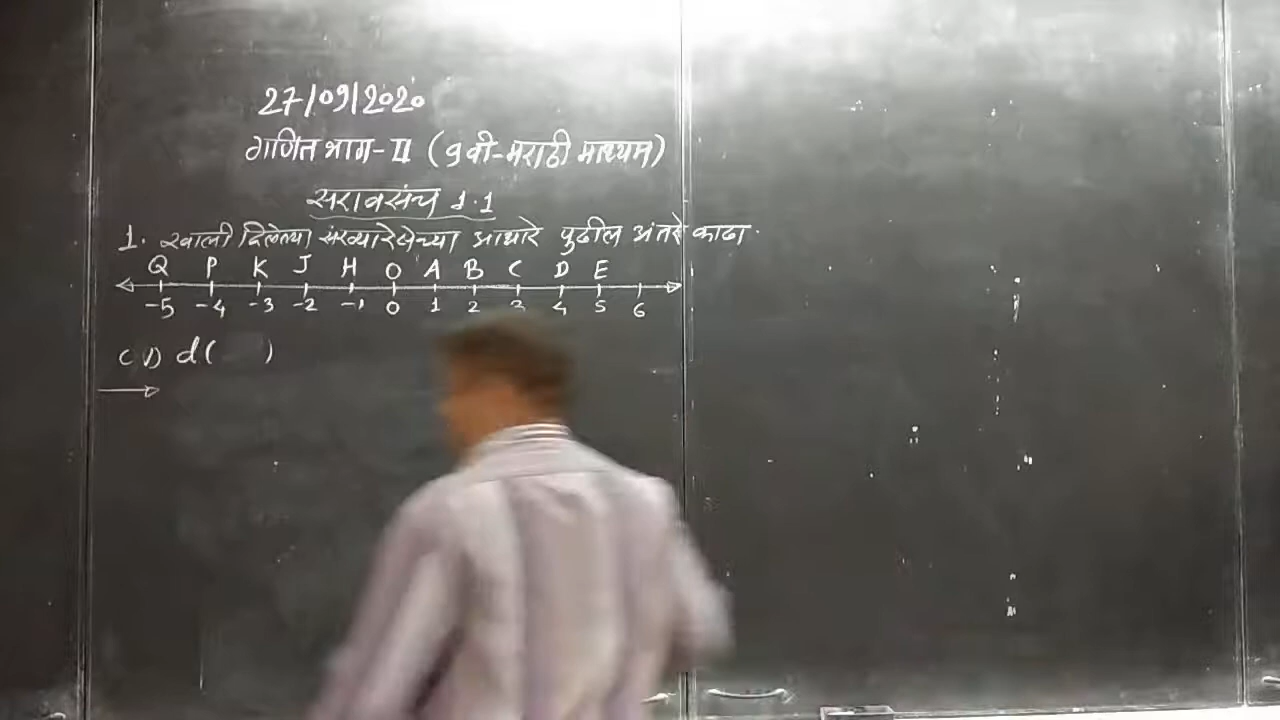 27/09/2020
गणित भाग-II (9वी-मराठी माध्यम)
सरावसंच 1.1
1. खाली दिलेल्या संख्यारेषेच्या आधारे पुढील अंतरे काढा.
Q P K J H O A B C D E
-5 -4 -3 -2 -1 0 1 2 3 4 5 6
(1) d( )